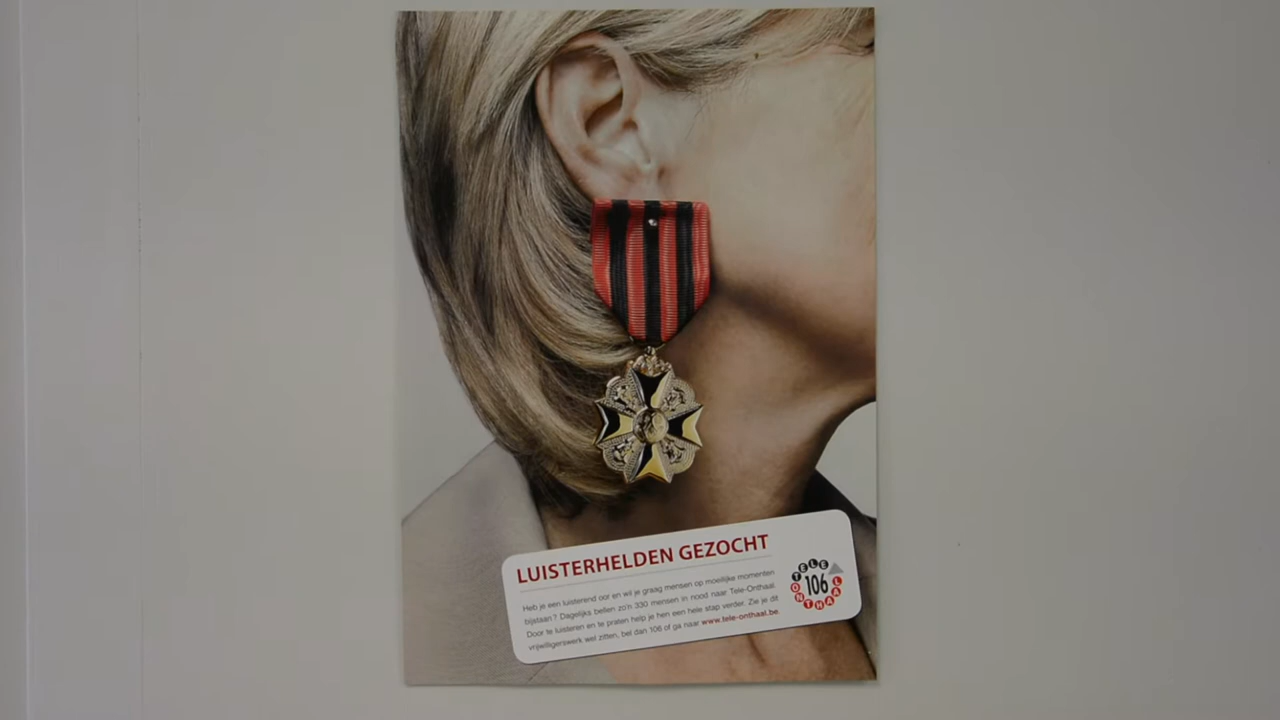 LUISTERHELDEN GEZOCHT
Heb je een luisterend oor en wil je graag mensen op moeilijke momenten
bijstaan? Dagelijks bellen zo'n 330 mensen in nood naar Tele-Onthaal.
Door te luisteren en te praten help je hen een hele stap verder. Zie je dit
vrijwilligerswerk wel zitten, bel dan 106 of ga naar www.tele-onthaal.be
TELE
106
ONTHAAL